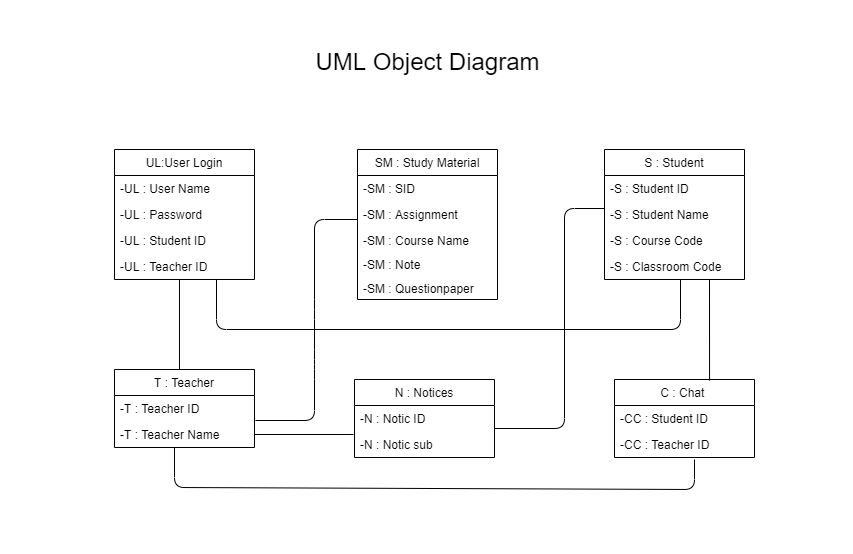 UML Object Diagram
UL:User Login
-UL : User Name
-UL : Password
-UL : Student ID
-UL : Teacher ID
SM : Study Material
-SM : SID
-SM : Assignment
-SM : Course Name
-SM : Note
-SM : Questionpaper
S : Student
-S : Student ID
-S : Student Name
-S : Course Code
-S : Classroom Code
T : Teacher
-T : Teacher ID
-T : Teacher Name
N : Notices
-N : Notic ID
-N : Notic sub
C : Chat
-CC : Student ID
-CC : Teacher ID